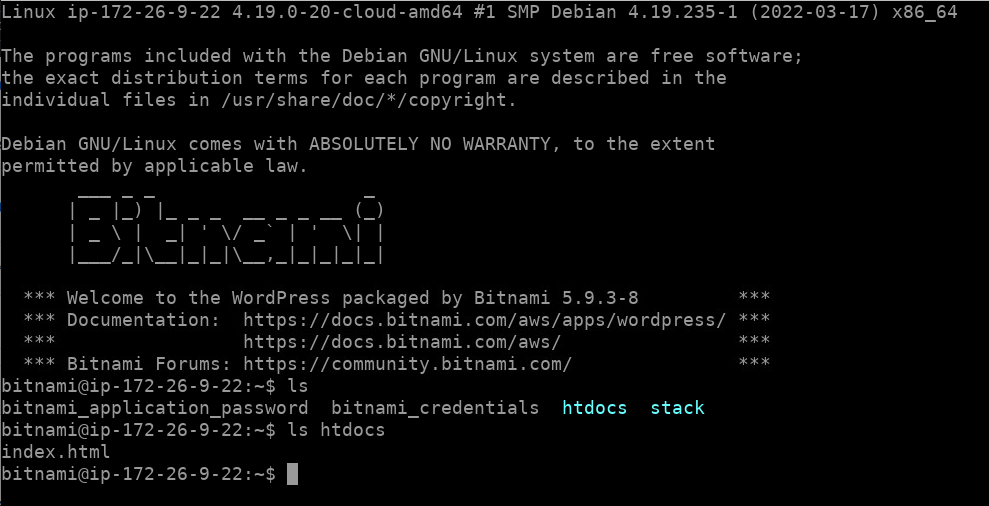 Linux ip-172-26-9-22 4.19.0-20-cloud-amd64 #1 SMP Debian 4.19.235-1 (2022-03-17) x86_64
The programs included with the Debian GNU/Linux system are free software;
the exact distribution terms for each program are described in the
individual files in /usr/share/doc/*/copyright.
Debian GNU/Linux comes with ABSOLUTELY NO WARRANTY, to the extent
permitted by applicable law.
Bitnami
*** Welcome to the WordPress packaged by Bitnami 5.9.3-8 ***
*** Documentation: https://docs.bitnami.com/aws/apps/wordpress/ ***
*** https://docs.bitnami.com/aws/ ***
*** Bitnami Forums: https://community.bitnami.com/ ***
bitnami@ip-172-26-9-22:~$ ls
bitnami_application_password bitnami_credentials htdocs stack
bitnami@ip-172-26-9-22:~$ ls htdocs
index.html
bitnami@ip-172-26-9-22:~$